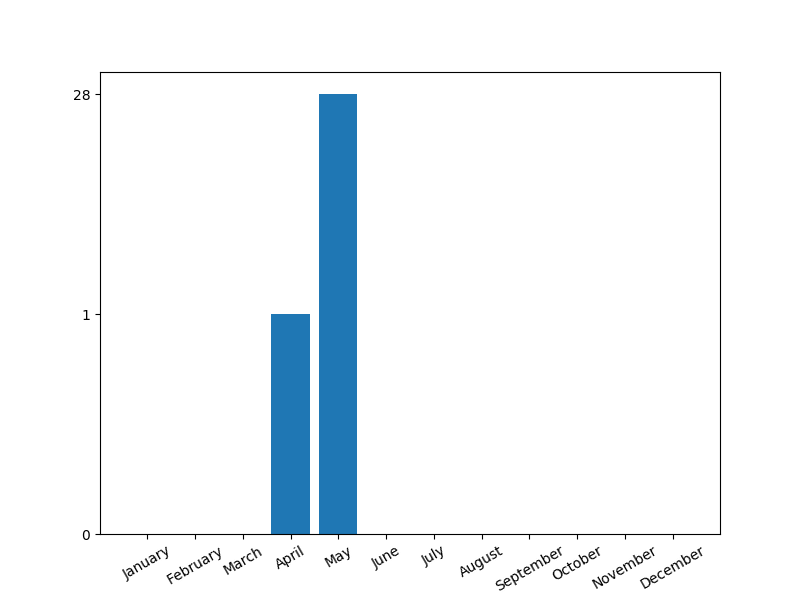 28
1
0
January
February
March
April
May
June
July
August
September
October
November
December